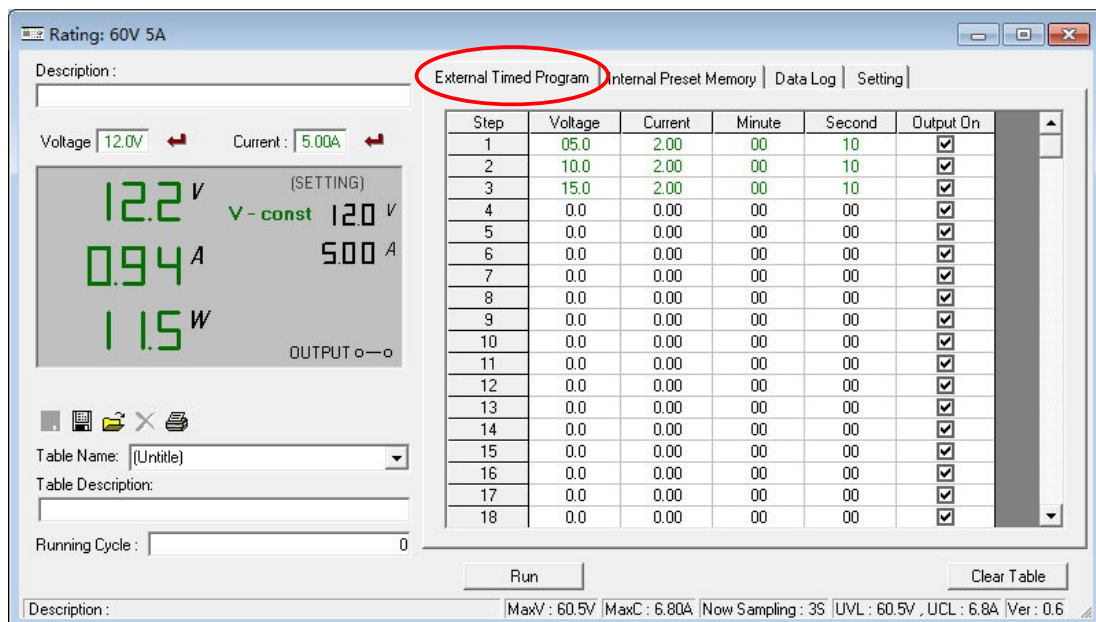 Rating: 60V 5A
Description :
Voltage 12.0V Current : 5.00A
12.2 V
(SETTING)
V - const 12.0 V
0.94 A
5.00 A
11.5 W
OUTPUT
Table Name: (Untitle)
Table Description:
Running Cycle : 0
External Timed Program Internal Preset Memory Data Log Setting
Step Voltage Current Minute Second Output On
1 05.0 2.00 00 10
2 10.0 2.00 00 10
3 15.0 2.00 00 10
4 0.0 0.00 00 00
5 0.0 0.00 00 00
6 0.0 0.00 00 00
7 0.0 0.00 00 00
8 0.0 0.00 00 00
9 0.0 0.00 00 00
10 0.0 0.00 00 00
11 0.0 0.00 00 00
12 0.0 0.00 00 00
13 0.0 0.00 00 00
14 0.0 0.00 00 00
15 0.0 0.00 00 00
16 0.0 0.00 00 00
17 0.0 0.00 00 00
18 0.0 0.00 00 00
Run Clear Table
Description : MaxV : 60.5V MaxC : 6.80A Now Sampling : 3S UVL : 60.5V , UCL : 6.8A Ver : 0.6